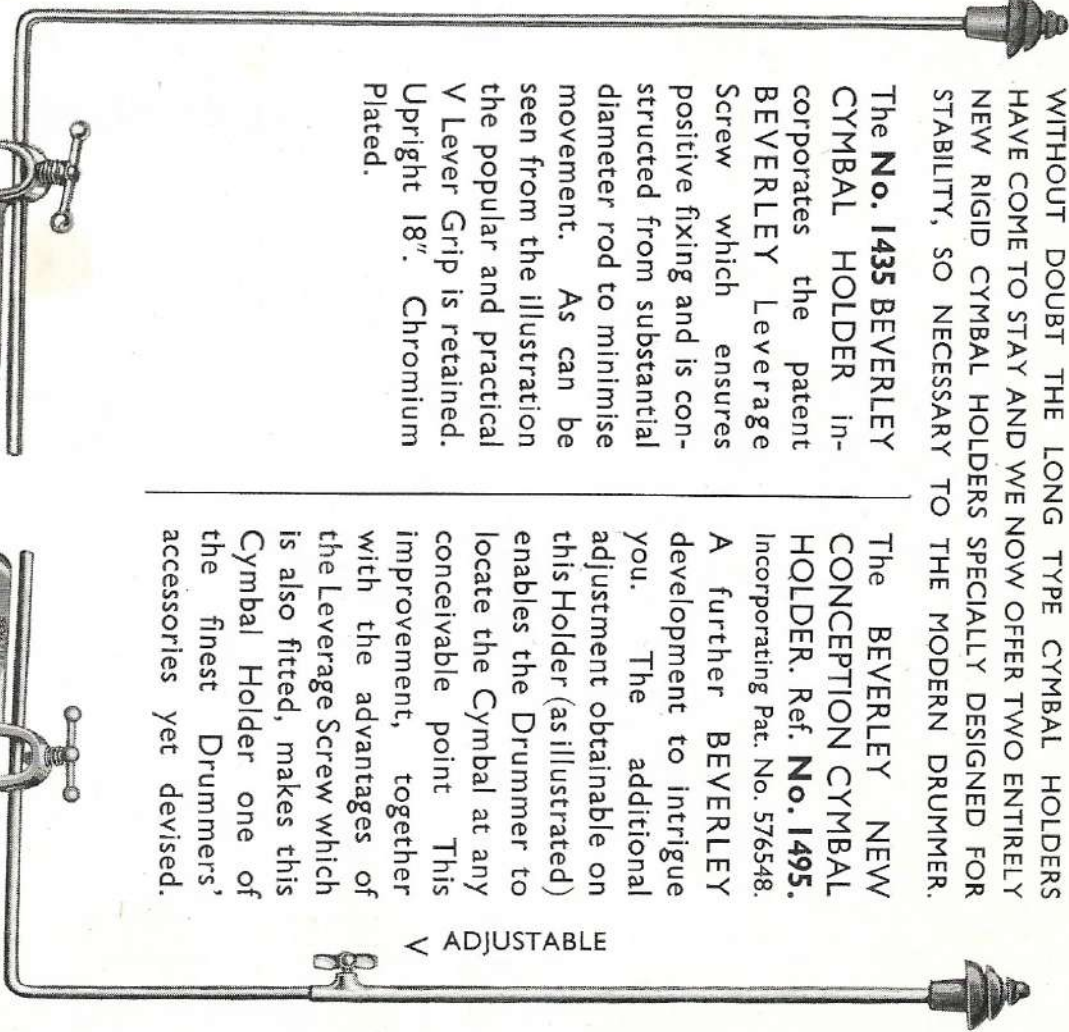 WITHOUT DOUBT THE LONG TYPE CYMBAL HOLDERS
HAVE COME TO STAY AND WE NOW OFFER TWO ENTIRELY
NEW RIGID CYMBAL HOLDERS SPECIALLY DESIGNED FOR
STABILITY, SO NECESSARY TO THE MODERN DRUMMER.
The No. 1435 BEVERLEY
CYMBAL HOLDER in-
corporates the patent
BEVERLEY Leverage
Screw which ensures
positive fixing and is con-
structed from substantial
diameter rod to minimise
movement. As can be
seen from the illustration
the popular and practical
V Lever Grip is retained.
Upright 18". Chromium
Plated.
The BEVERLEY NEW
CONCEPTION CYMBAL
HOLDER. Ref. No. 1495.
Incorporating Pat. No. 576548.
A further BEVERLEY
development to intrigue
you. The additional
adjustment obtainable on
this Holder (as illustrated)
enables the Drummer to
locate the Cymbal at any
conceivable point This
improvement, together
with the advantages of
the Leverage Screw which
is also fitted, makes this
Cymbal Holder one of
the finest Drummers'
accessories yet devised.
ADJUSTABLE